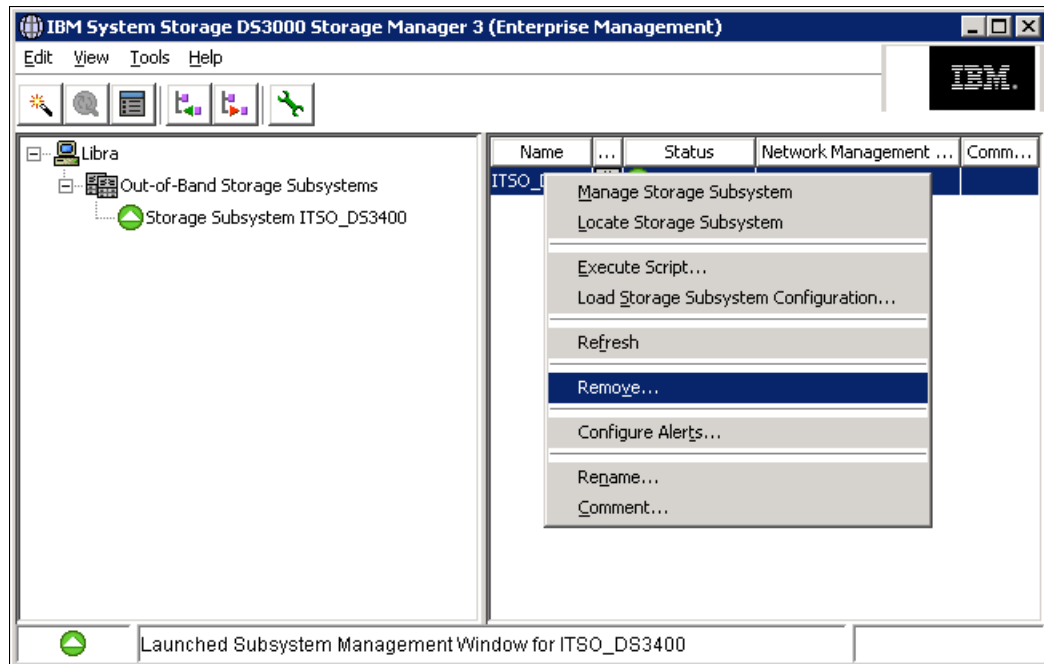 IBM System Storage DS3000 Storage Manager 3 (Enterprise Management)
Edit View Tools Help
IBM.
Libra
Out-of-Band Storage Subsystems
Storage Subsystem ITSO_DS3400
Name ... Status Network Management ... Comm...
ITSO_
Manage Storage Subsystem
Locate Storage Subsystem
Execute Script...
Load Storage Subsystem Configuration...
Refresh
Remove...
Configure Alerts...
Rename...
Comment...
Launched Subsystem Management Window for ITSO_DS3400